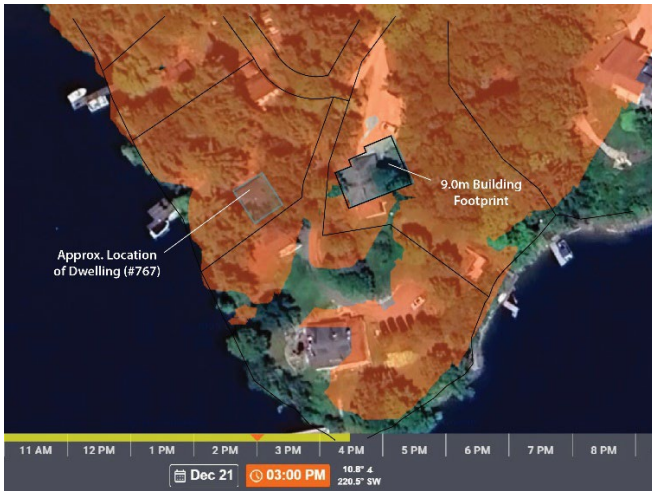 9.0m Building
Footprint
Approx. Location
of Dwelling (#767)
11 AM 12 PM 1 PM 2 PM 3 PM 4 PM 5 PM 6 PM 7 PM 8 PM
Dec 21 03:00 PM 10.8°
220.5° SW